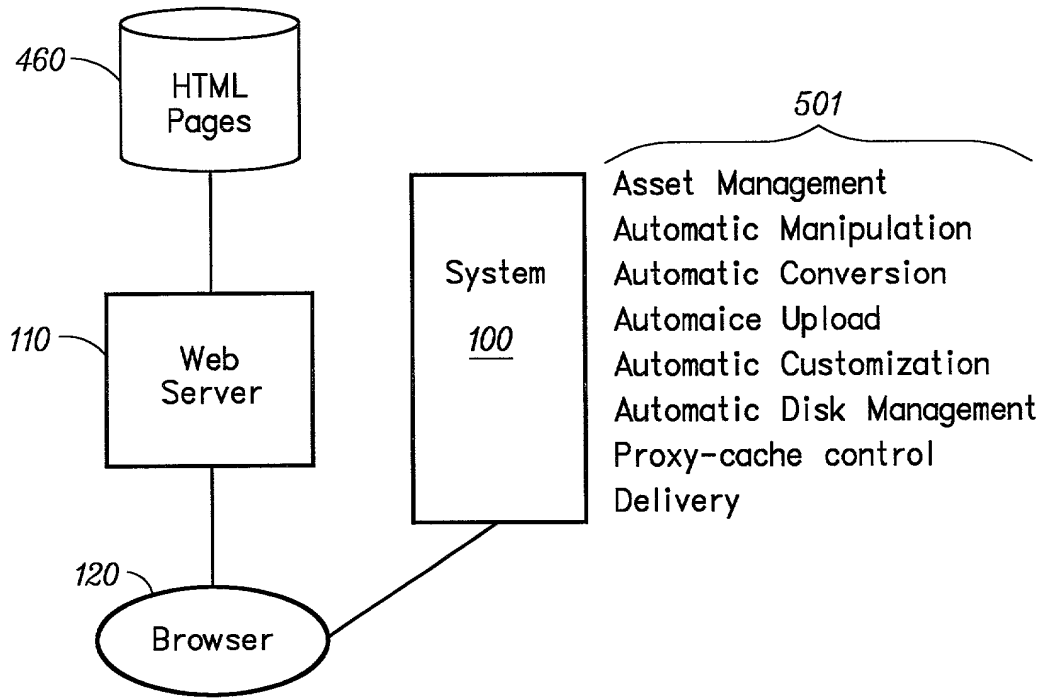 460
HTML
Pages
501
Asset Management
Automatic Manipulation
System
Automatic Conversion
110
Web
Server
100
Automaice Upload
Automatic Customization
Automatic Disk Management
Proxy-cache control
Delivery
120
Browser